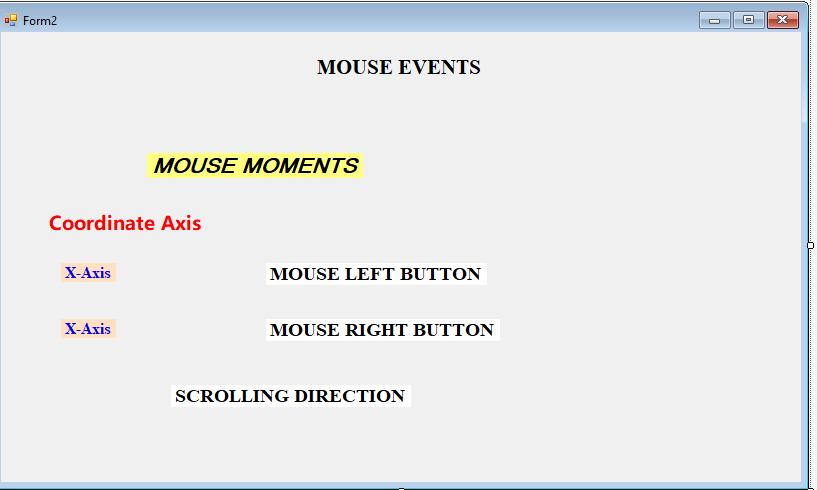 Form2
MOUSE EVENTS
MOUSE MOMENTS
Coordinate Axis
X-Axis
MOUSE LEFT BUTTON
X-Axis
MOUSE RIGHT BUTTON
SCROLLING DIRECTION